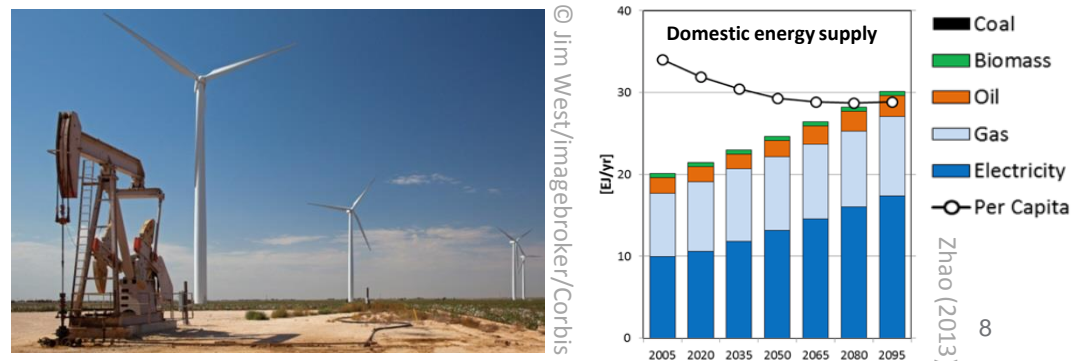 © Jim West/imagebroker/Corbis
Domestic energy supply
[EJ/yr]
40
30
20
10
0
2005 2020 2035 2050 2065 2080 2095
Coal
Biomass
Oil
Gas
Electricity
Per Capita
Zhao (2013)
8